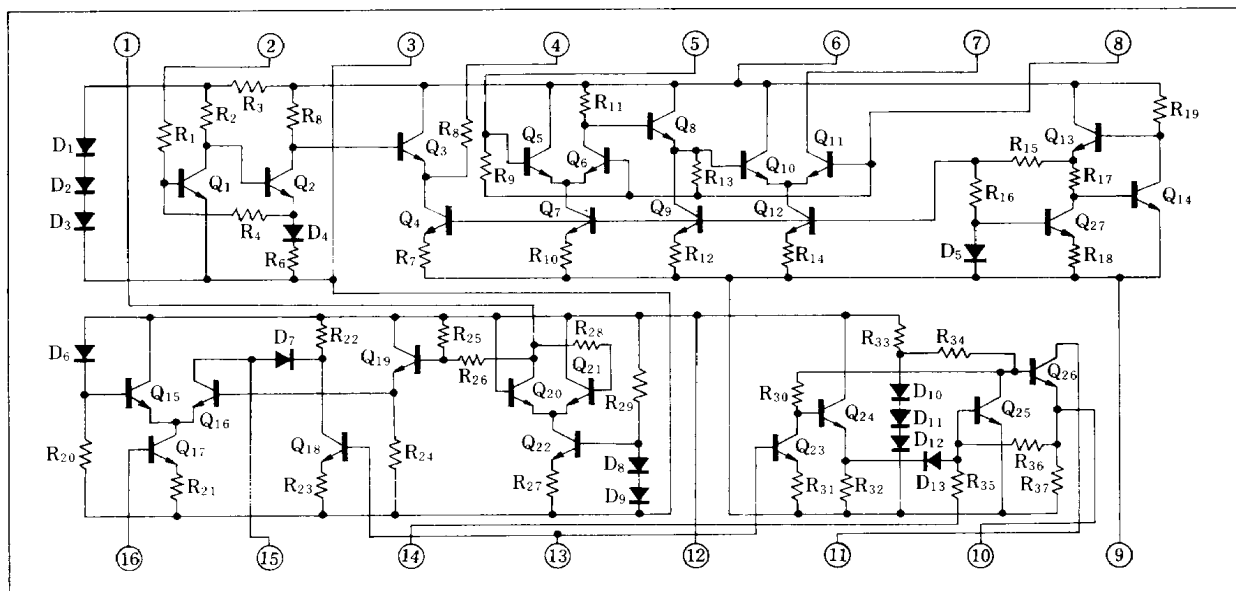 1 2 3 4 5 6 7 8
R3 R11 R19
R2 R8 R8 Q8 Q11 Q13
R1 Q3 Q5 Q6 Q10 R15
D1 R9 R13 R17
D2 Q1 Q2 R16 Q14
D3 R4 D4 Q4 Q7 Q9 Q12 Q27
R6 R7 R10 R12 R14 D5 R18
D6 D7 R22 R25 R28 R33 R34
Q19 R26 Q21 Q26
Q15 Q20 R29 R30 D10
Q16 Q24 D11 Q25
R20 Q17 Q18 R24 Q22 Q23 D12 R36
R21 R23 R27 D8 D9 R31 R32 D13 R35 R37
16 15 14 13 12 11 10 9